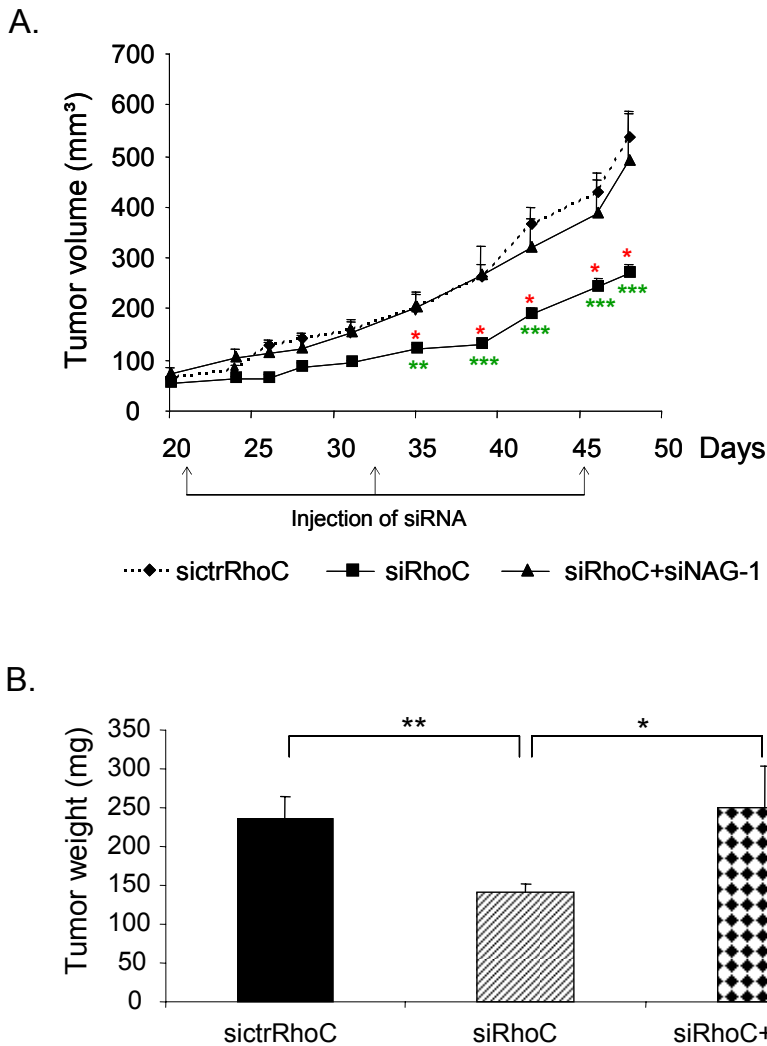 A.
Tumor volume (mm³)
700
600
500
400
300
200
100
0
* * * * *
** *** *** *** ***
20 25 30 35 40 45 50 Days
Injection of siRNA
sictrRhoC siRhoC siRhoC+siNAG-1
B.
Tumor weight (mg)
350
300
250
200
150
100
50
0
** *
sictrRhoC siRhoC siRhoC+